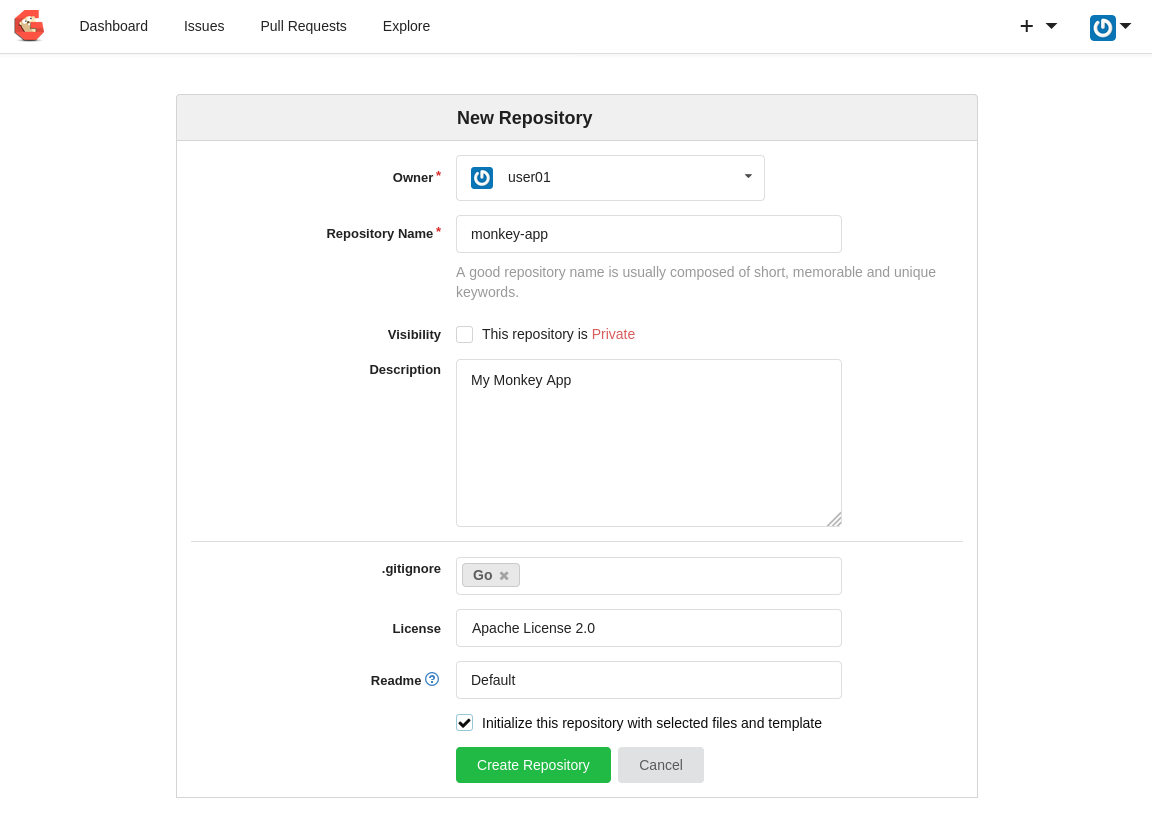 Dashboard Issues Pull Requests Explore
New Repository
Owner* user01
Repository Name* monkey-app
A good repository name is usually composed of short, memorable and unique
keywords.
Visibility This repository is Private
Description My Monkey App
.gitignore Go
License Apache License 2.0
Readme Default
Initialize this repository with selected files and template
Create Repository Cancel